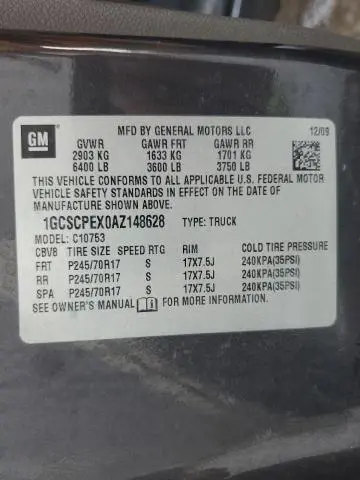 GM
MFD BY GENERAL MOTORS LLC 12/09
GVWR GAWR FRT GAWR RR
2903 KG 1633 KG 1701 KG
6400 LB 3600 LB 3750 LB
THIS VEHICLE CONFORMS TO ALL APPLICABLE U.S. FEDERAL MOTOR
VEHICLE SAFETY STANDARDS IN EFFECT ON THE DATE OF
MANUFACTURE SHOWN ABOVE.
1GCSCPEX0AZ148628 TYPE: TRUCK
MODEL: C10753
CBV8 TIRE SIZE SPEED RTG RIM COLD TIRE PRESSURE
FRT P245/70R17 S 17X7.5J 240KPA(35PSI)
RR P245/70R17 S 17X7.5J 240KPA(35PSI)
SPA P245/70R17 S 17X7.5J 240KPA(35PSI)
SEE OWNER'S MANUAL FOR MORE INFORMATION.